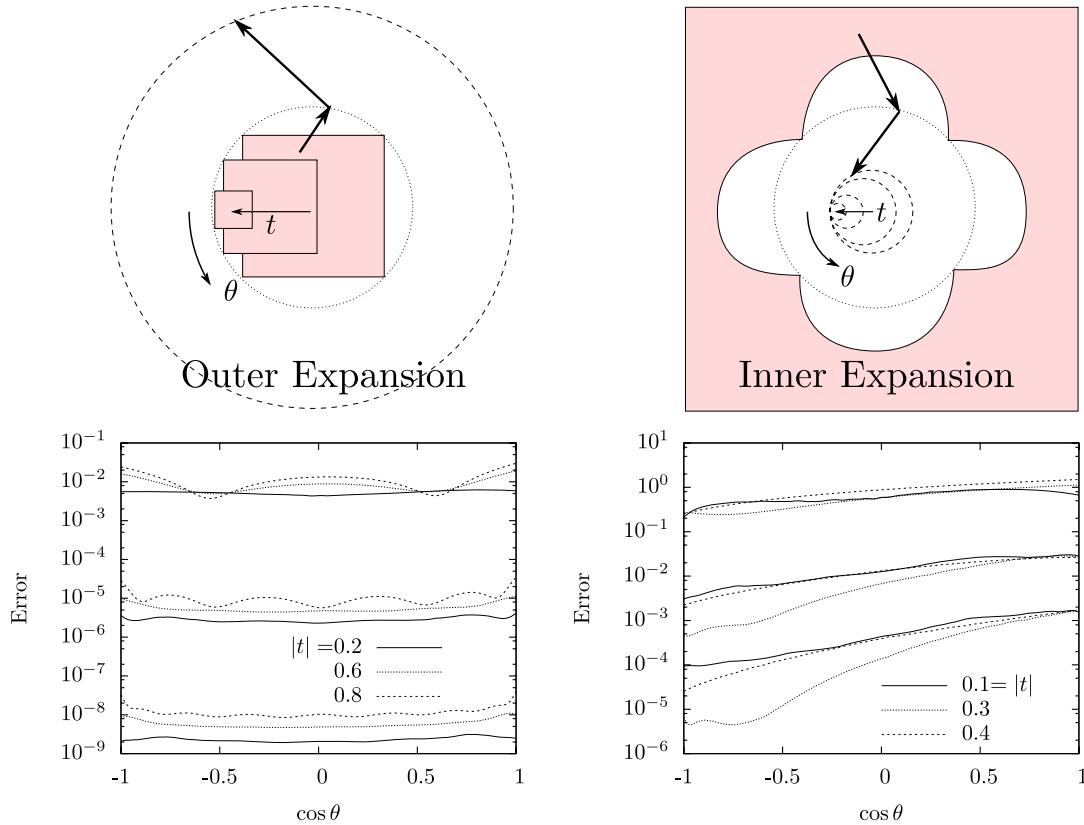 t
θ
Outer Expansion
t
θ
Inner Expansion
10^-1
10^-2
10^-3
10^-4
10^-5
10^-6
10^-7
10^-8
10^-9
Error
|t| =0.2
0.6
0.8
-1 -0.5 0 0.5 1
cos θ
10^1
10^0
10^-1
10^-2
10^-3
10^-4
10^-5
10^-6
Error
0.1= |t|
0.3
0.4
-1 -0.5 0 0.5 1
cos θ